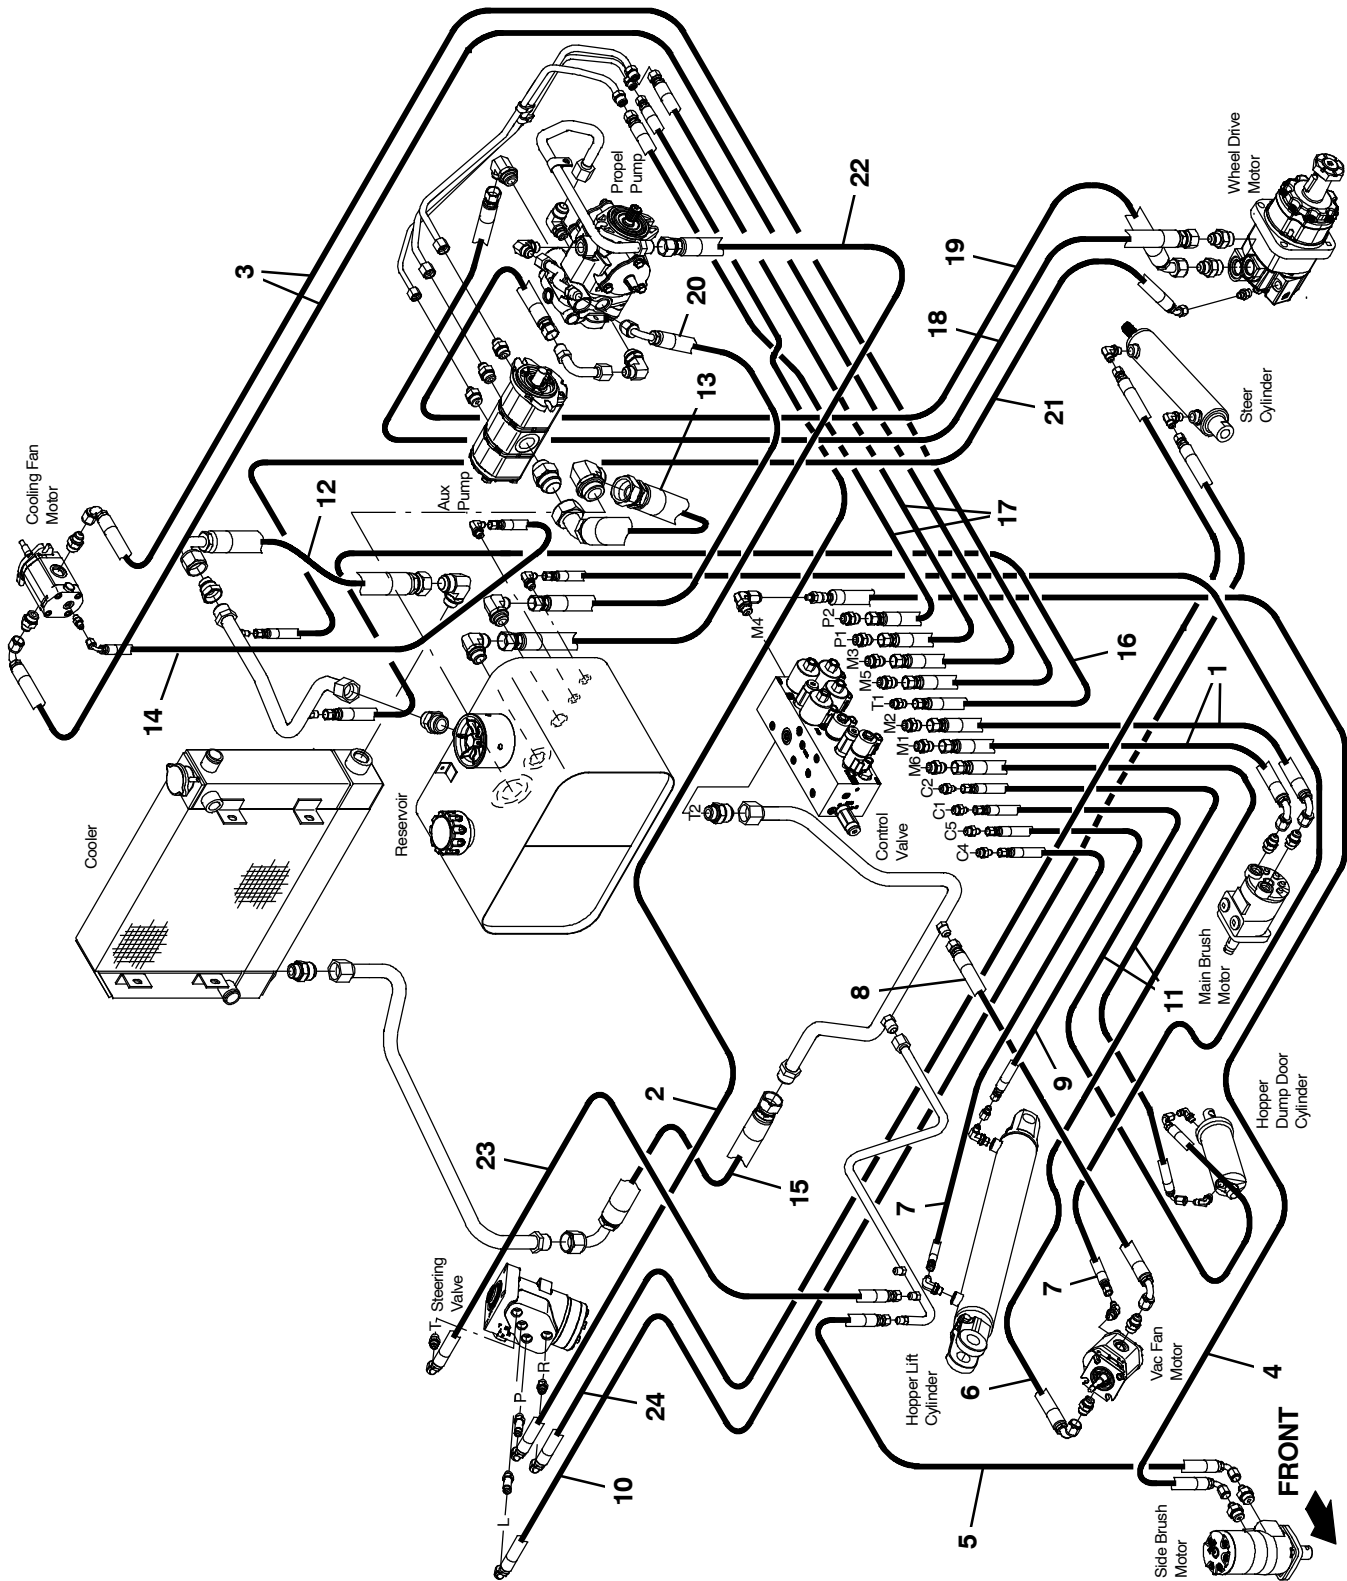 Cooling Fan
Motor
Cooler
Reservoir
Aux
Pump
Propel
Pump
Wheel Drive
Motor
Steer
Cylinder
Control
Valve
Main Brush
Motor
Hopper
Dump Door
Cylinder
Hopper Lift
Cylinder
Vac Fan
Motor
Side Brush
Motor
Steering
Valve
FRONT
T
P
R
L
T2
M4
P2
P1
M3
M5
T1
M2
M1
M6
C2
C1
C5
C4
1
2
3
4
5
6
7
7
8
9
10
11
12
13
14
15
16
17
18
19
20
21
22
23
24